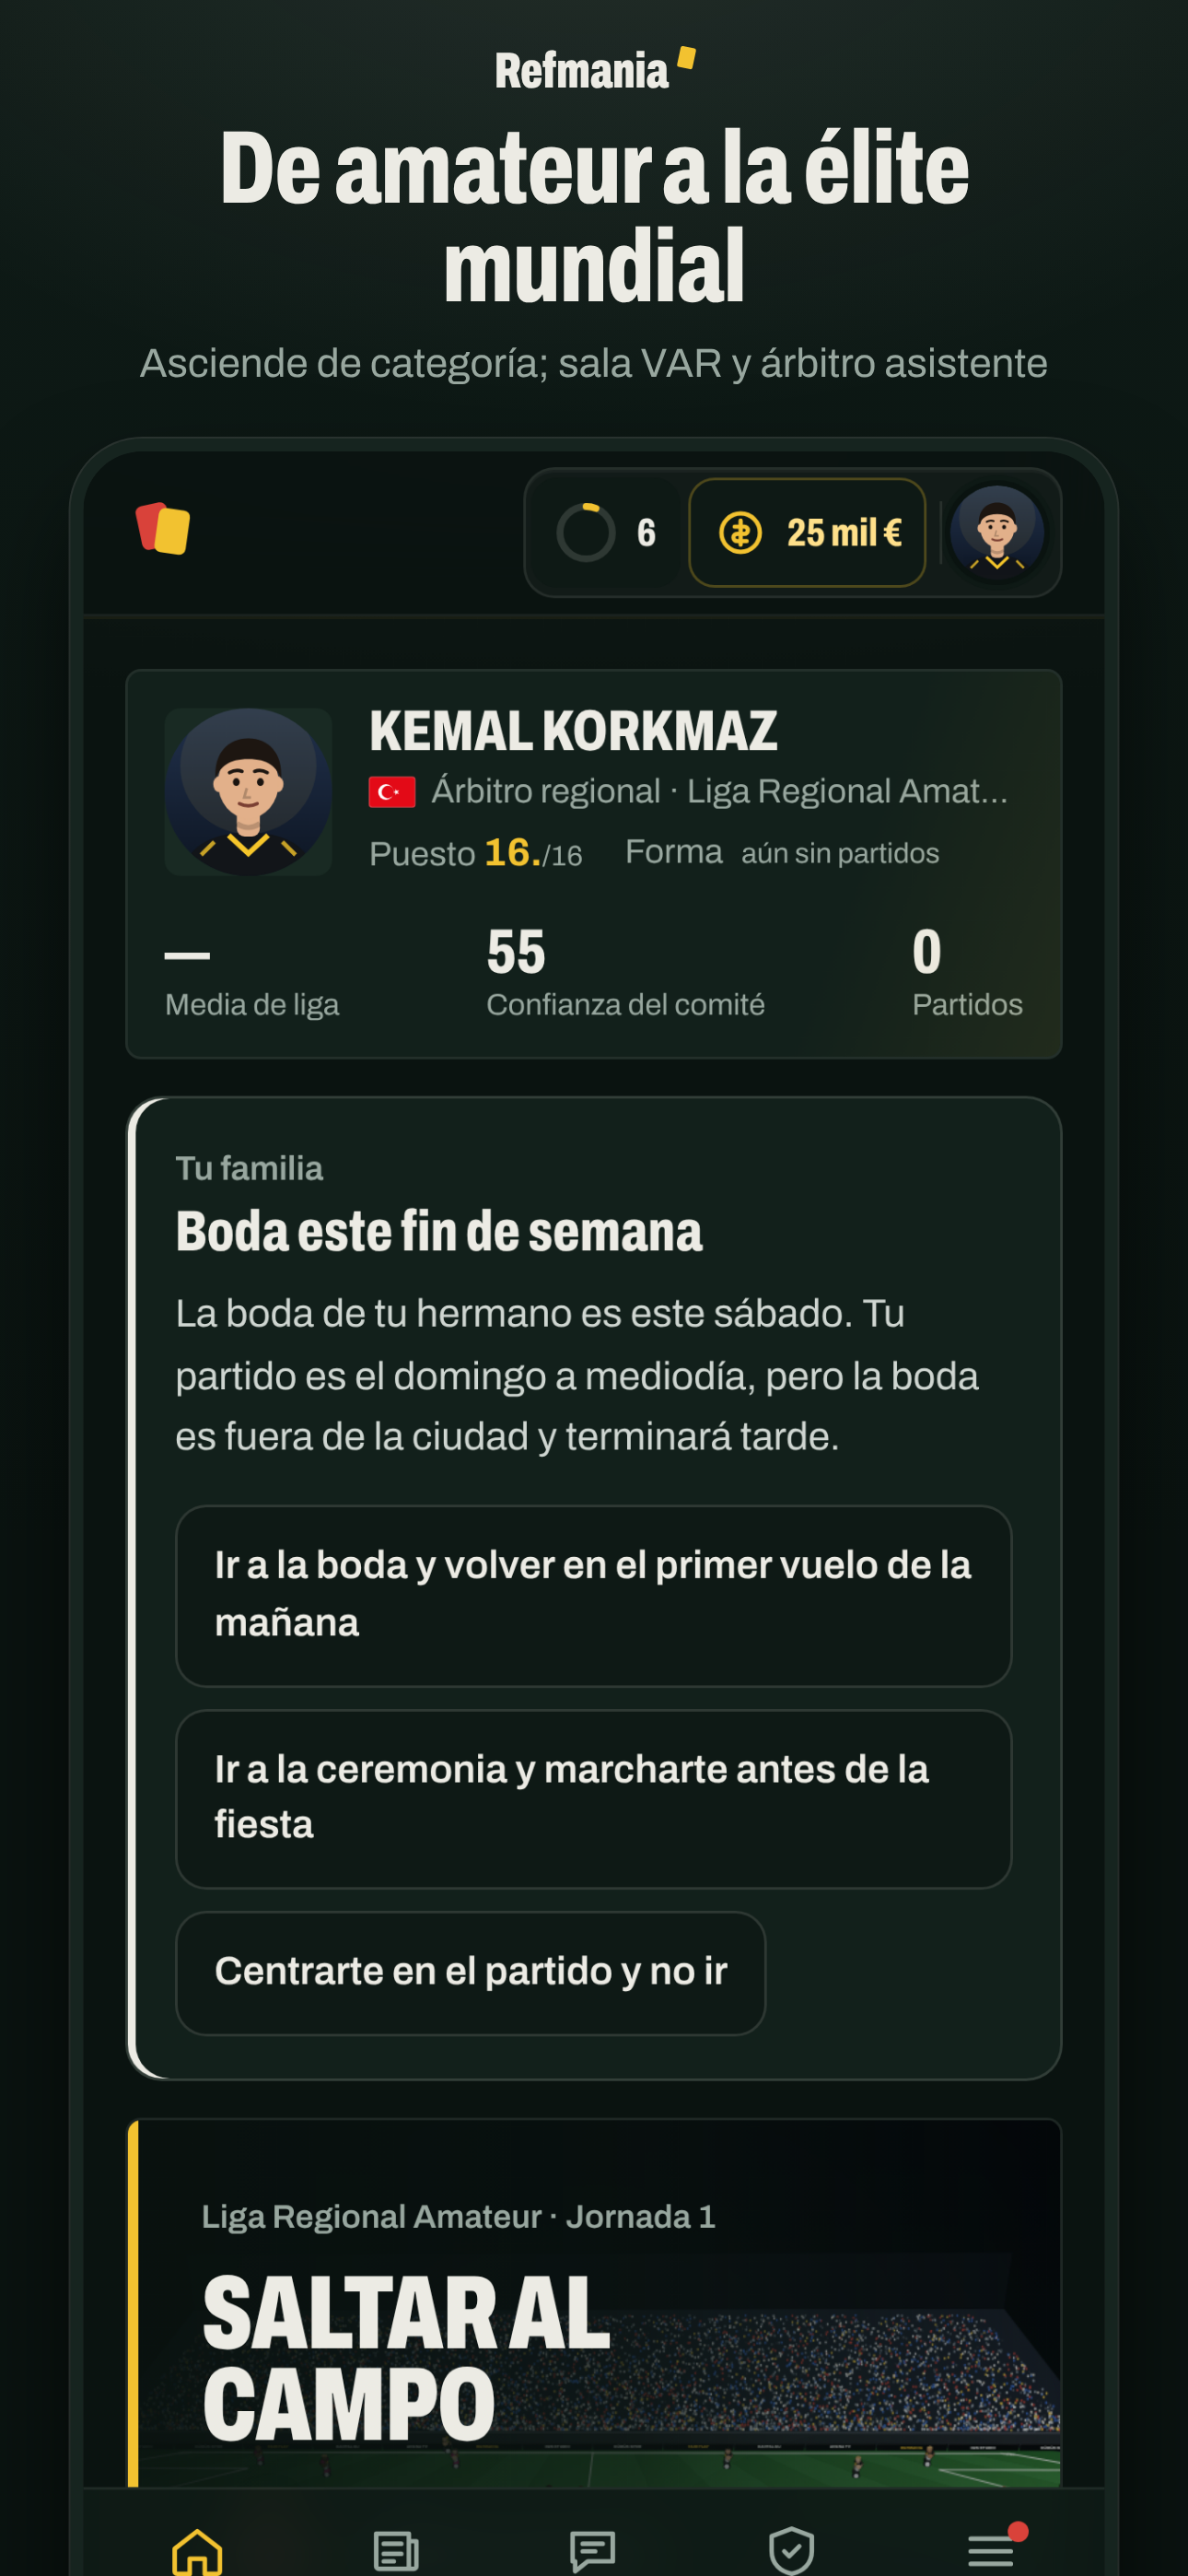 Refmania
De amateur a la élite
mundial
Asciende de categoría; sala VAR y árbitro asistente
6
25 mil €
KEMAL KORKMAZ
Árbitro regional · Liga Regional Amat...
Puesto 16./16 Forma aún sin partidos
—
55
0
Media de liga
Confianza del comité
Partidos
Tu familia
Boda este fin de semana
La boda de tu hermano es este sábado. Tu
partido es el domingo a mediodía, pero la boda
es fuera de la ciudad y terminará tarde.
Ir a la boda y volver en el primer vuelo de la
mañana
Ir a la ceremonia y marcharte antes de la
fiesta
Centrarte en el partido y no ir
Liga Regional Amateur · Jornada 1
SALTAR AL
CAMPO